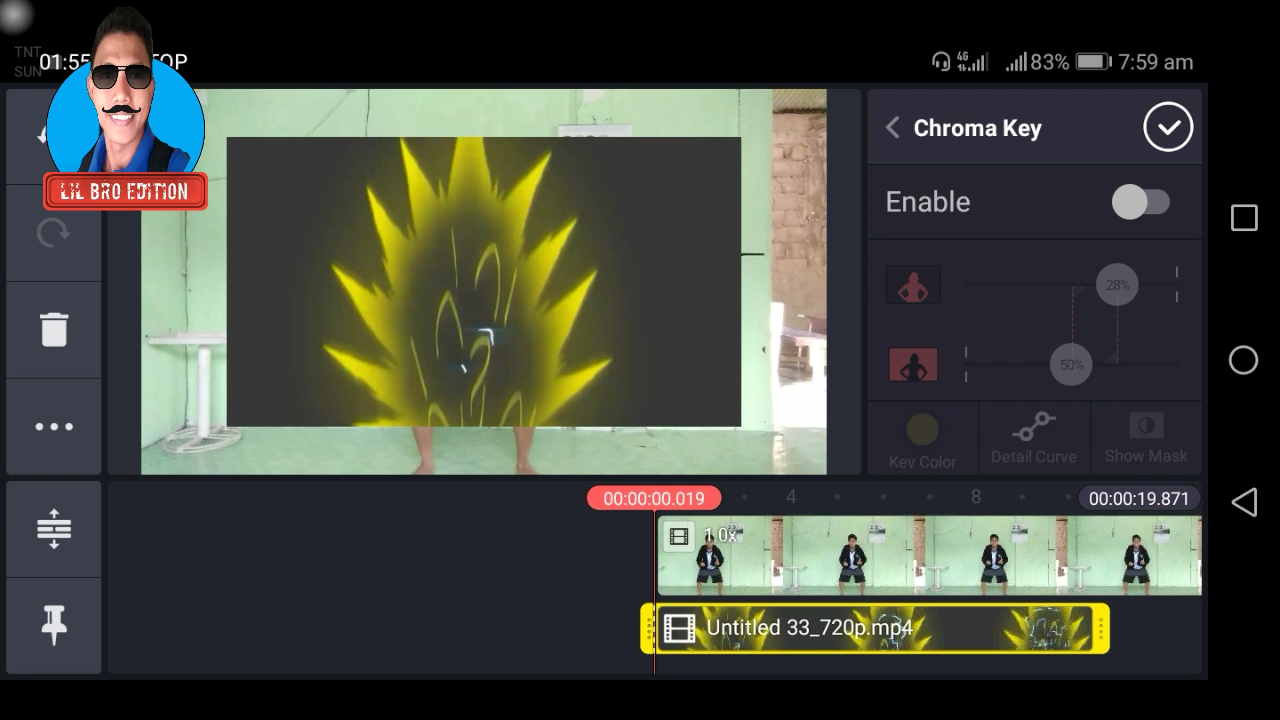 TNT
SUN
01:55
TOP
4G
83%
7:59 am
LIL BRO EDITION
Chroma Key
Enable
28%
50%
Key Color
Detail Curve
Show Mask
00:00:00.019
4
8
00:00:19.871
1.0x
Untitled 33_720p.mp4